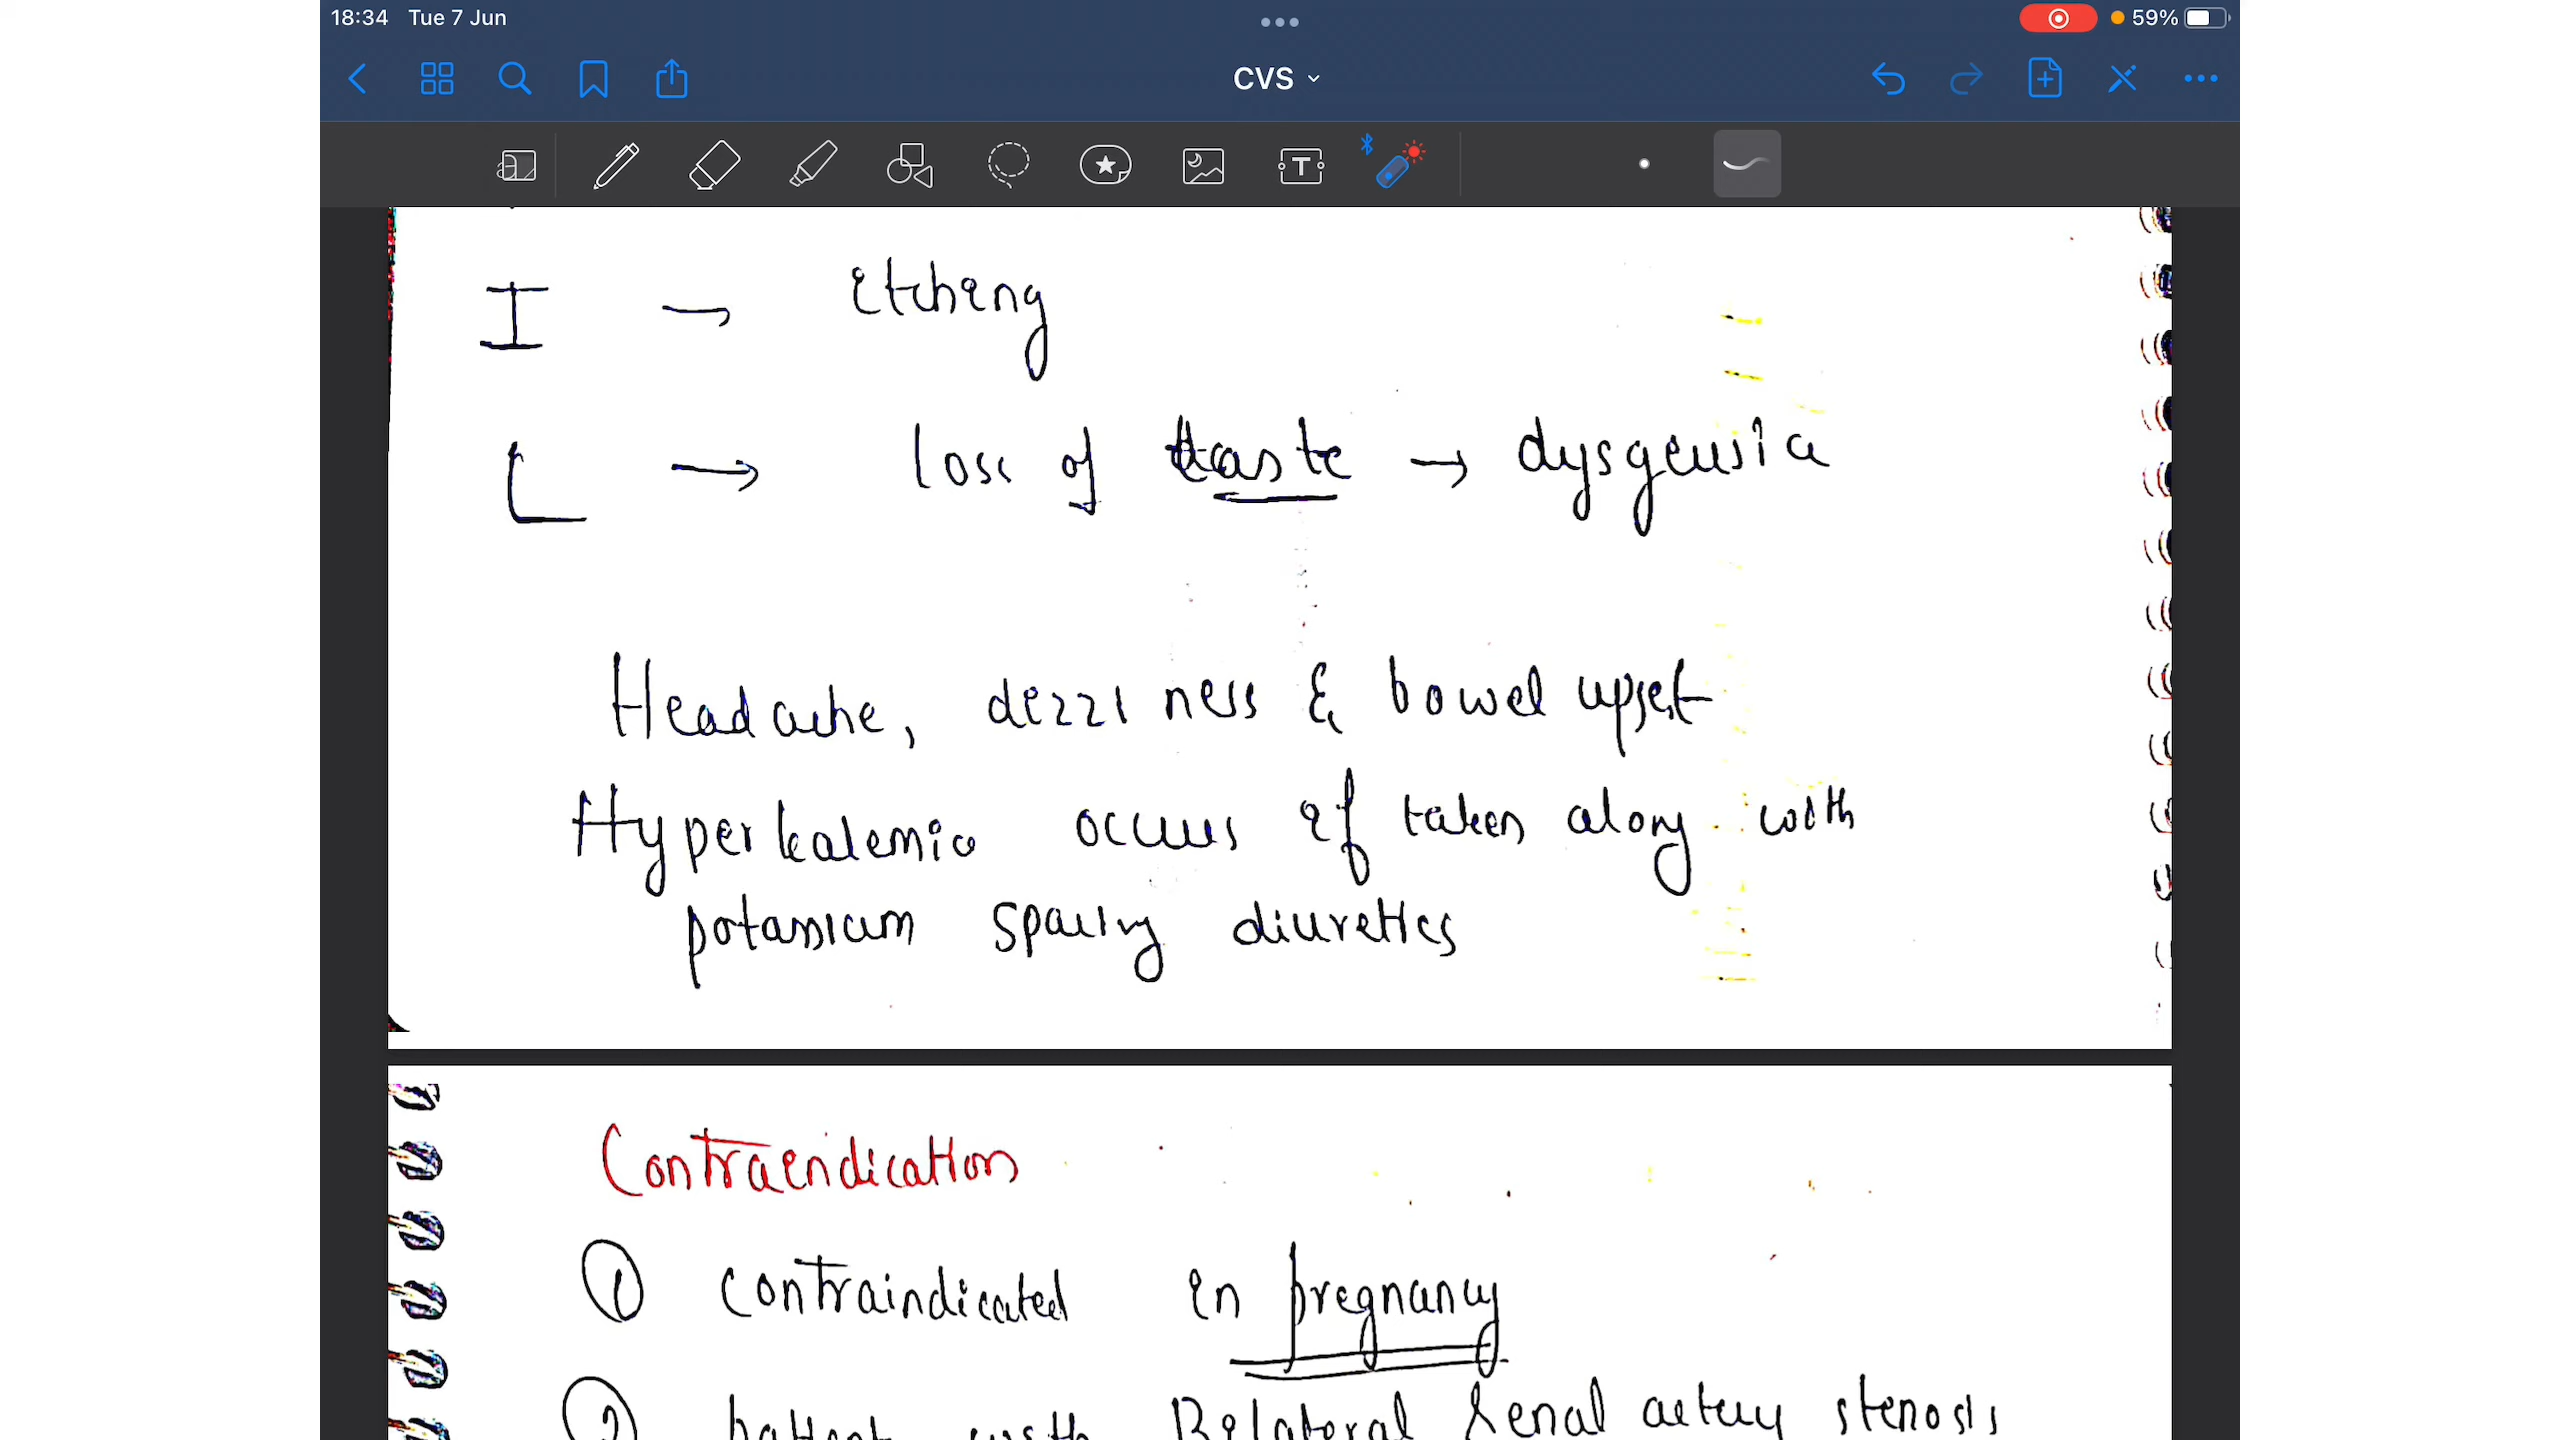 18:34 Tue 7 Jun
59%
CVS
I → itching
L → loss of taste → dysgeusia
Headache, dizziness & bowel upset
Hyperkalemia occurs if taken along with
potassium sparing diuretics
Contraindication
① contraindicated in pregnancy
② patient with Bilateral Renal artery stenosis